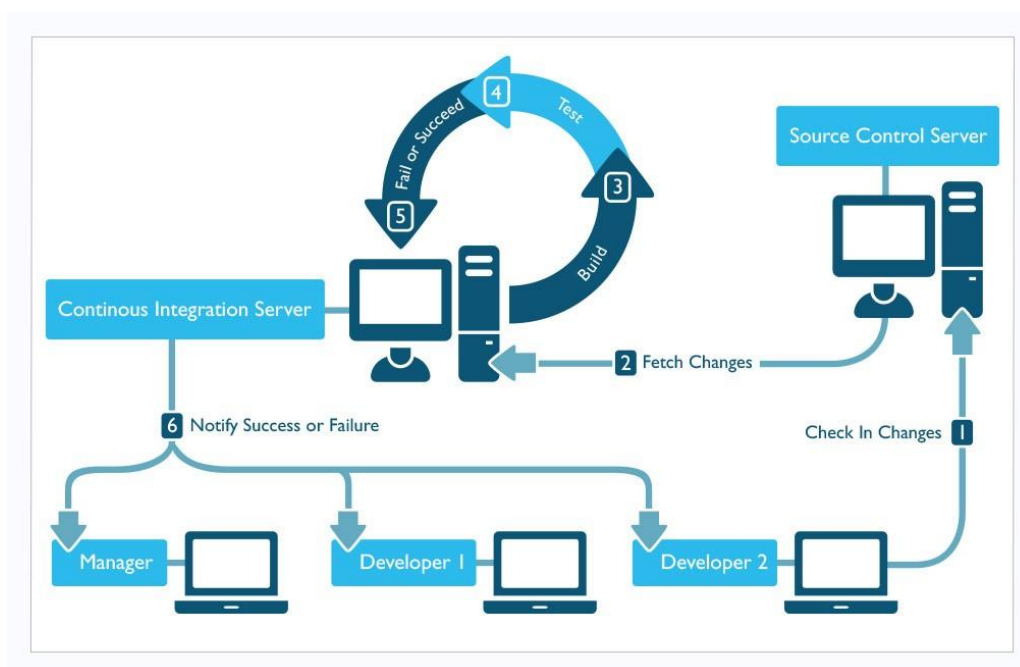 4
Test
Fail or Succeed
Source Control Server
3
5
Build
Continous Integration Server
2 Fetch Changes
6 Notify Success or Failure
Check In Changes 1
Manager
Developer 1
Developer 2